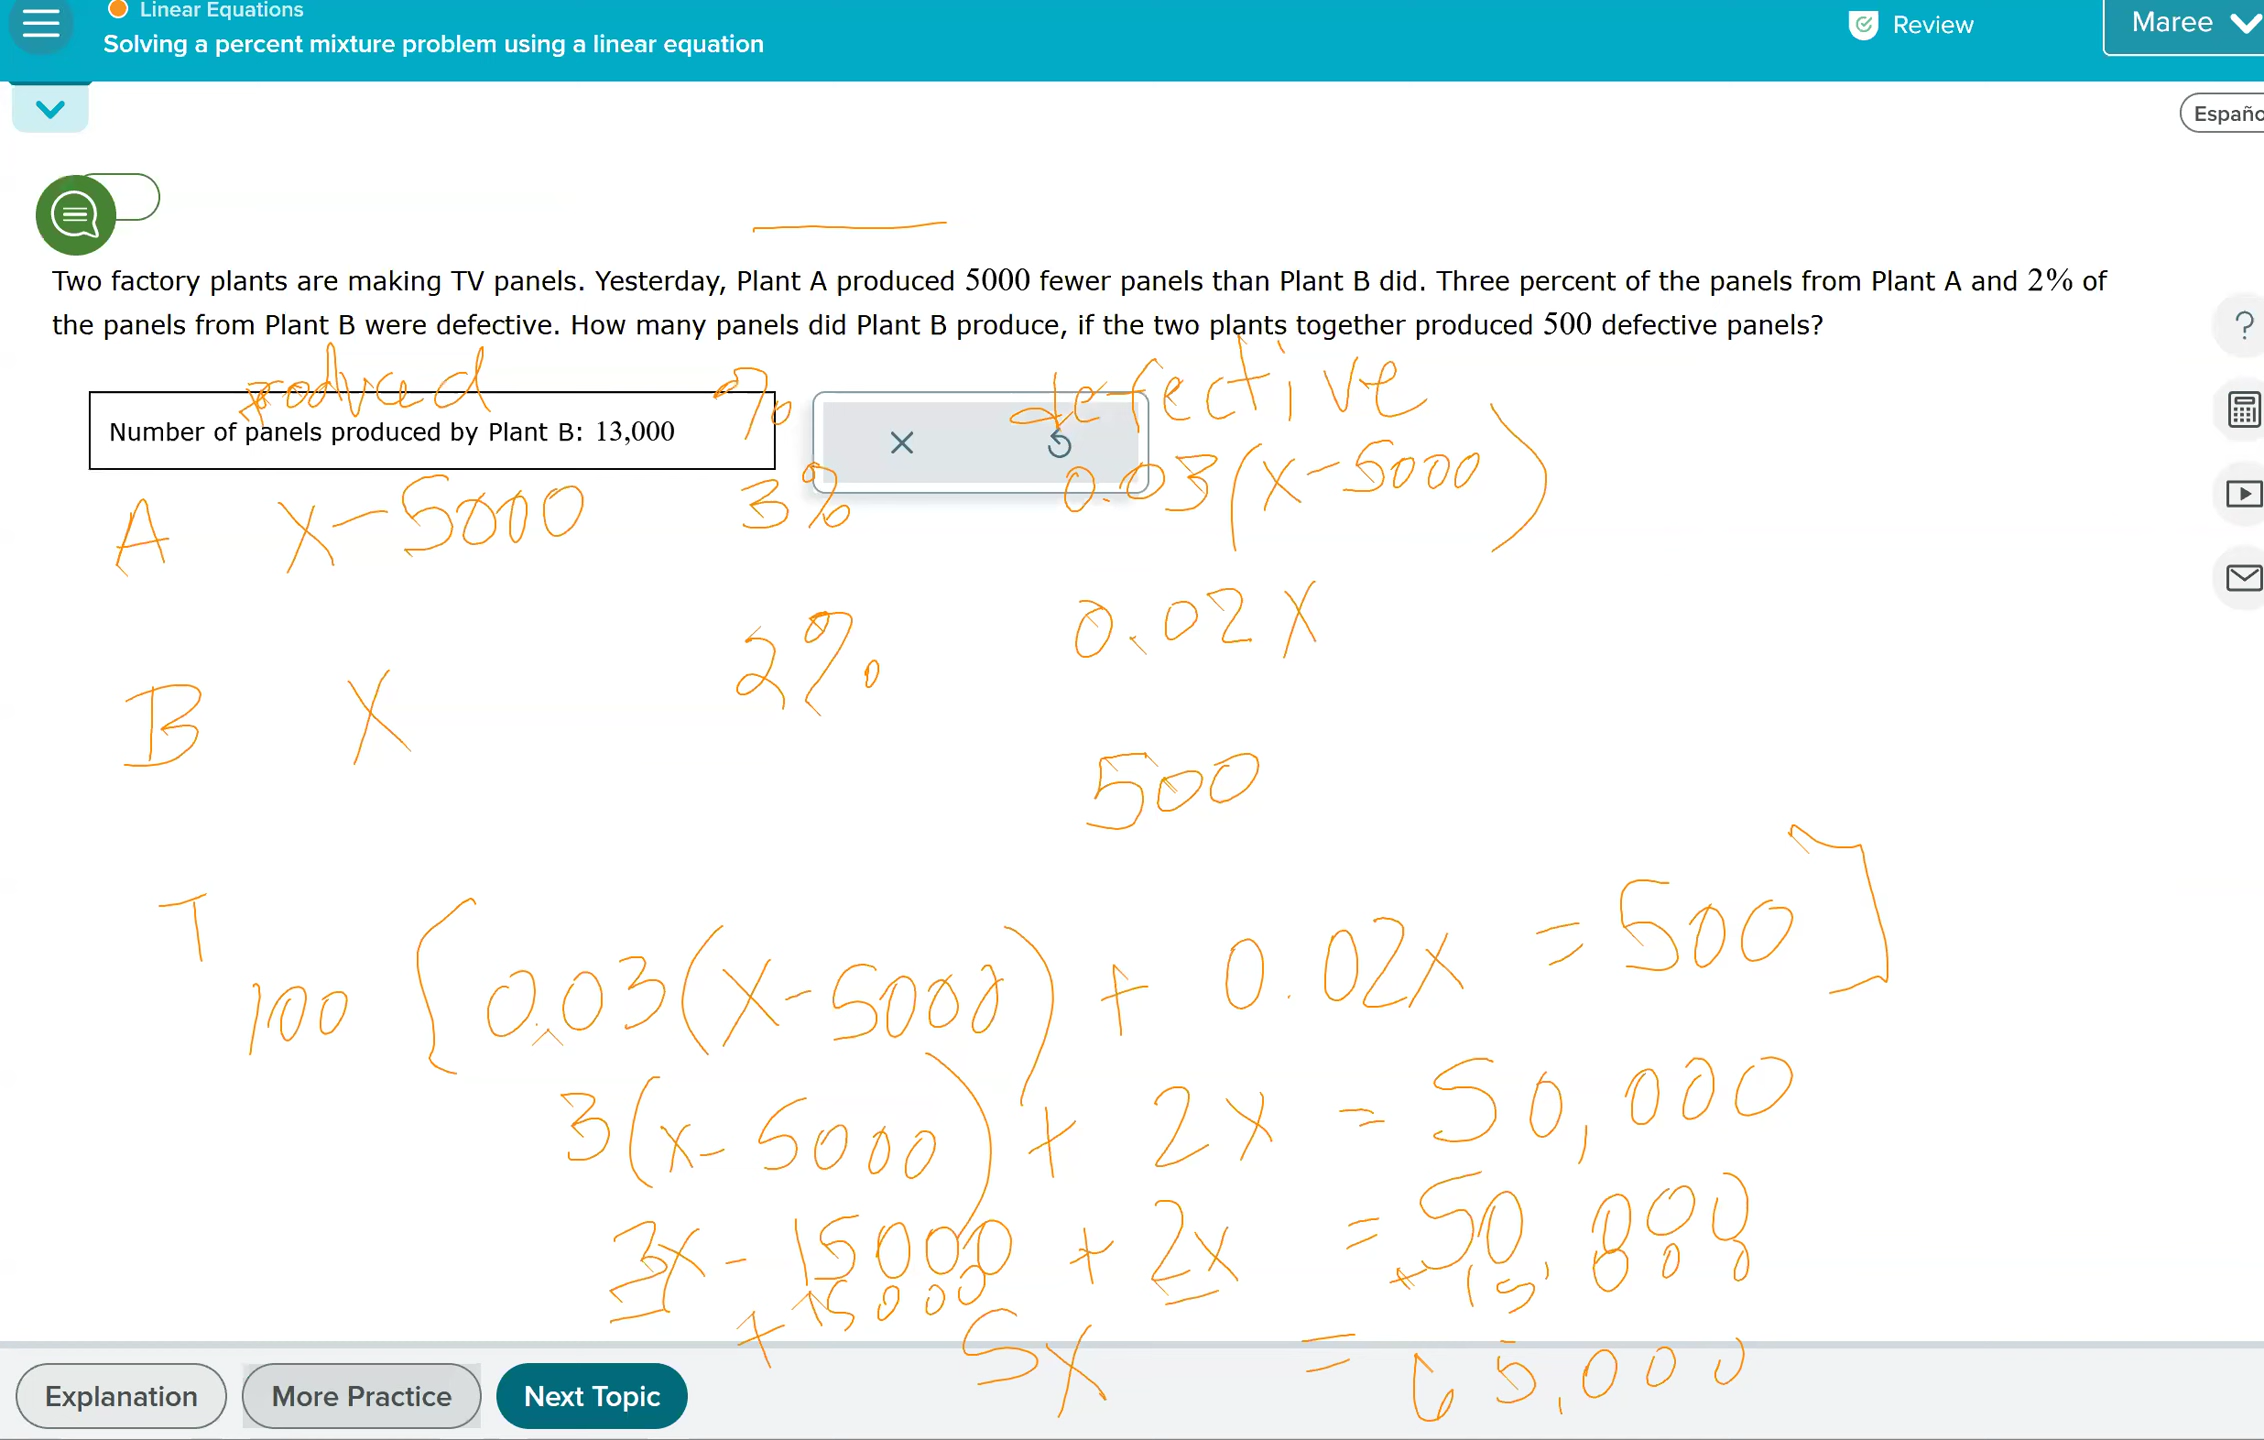 Linear Equations
Solving a percent mixture problem using a linear equation
Review
Maree
Españo
Two factory plants are making TV panels. Yesterday, Plant A produced 5000 fewer panels than Plant B did. Three percent of the panels from Plant A and 2% of
the panels from Plant B were defective. How many panels did Plant B produce, if the two plants together produced 500 defective panels?
produced % defective
Number of panels produced by Plant B: 13,000
A x-5000 3% 0.03(x-5000)
B x 2% 0.02x
500
T
100 [0.03(x-5000) + 0.02x = 500]
3(x-5000) + 2x = 50,000
3x - 15000 + 2x = 50,000
+ 15000 + 15,000
5x = 65,000
Explanation
More Practice
Next Topic